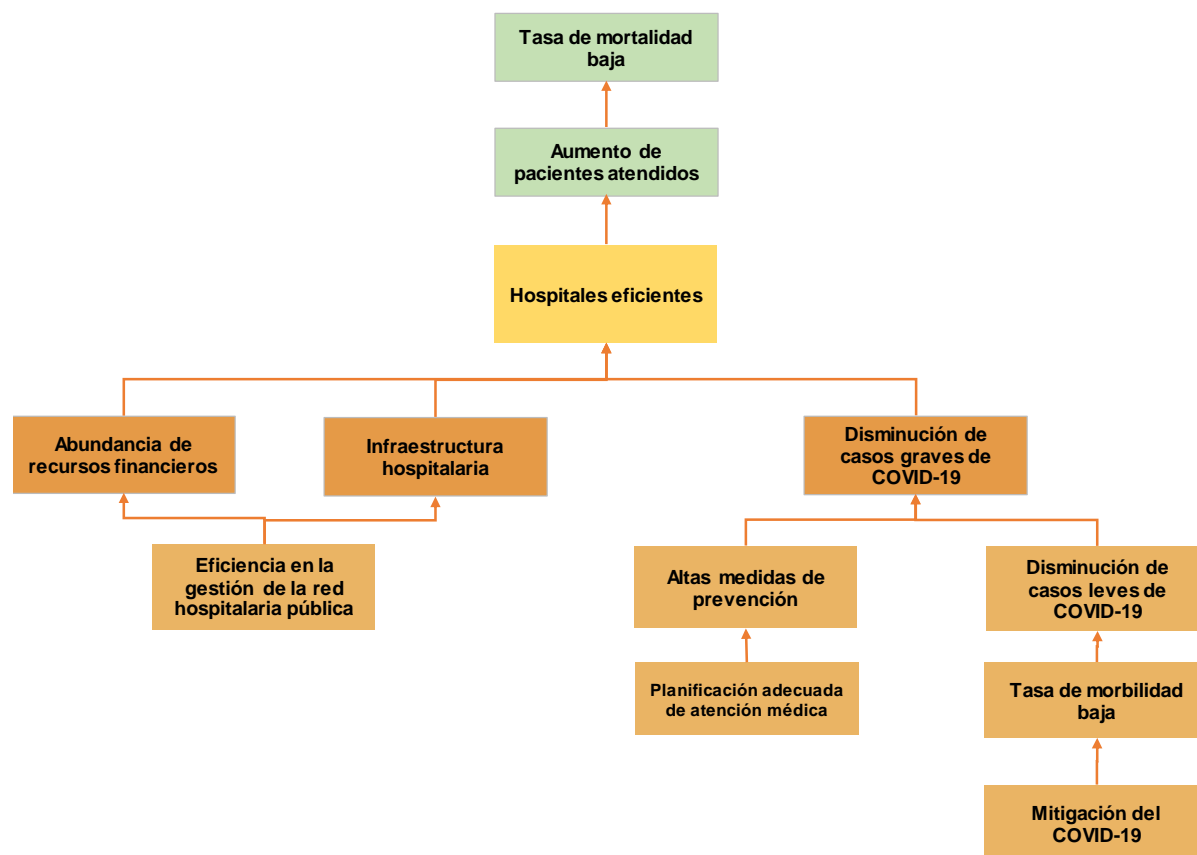 Tasa de mortalidad
baja
Aumento de
pacientes atendidos
Hospitales eficientes
Abundancia de
recursos financieros
Infraestructura
hospitalaria
Disminución de
casos graves de
COVID-19
Eficiencia en la
gestión de la red
hospitalaria pública
Altas medidas de
prevención
Disminución de
casos leves de
COVID-19
Planificación adecuada
de atención médica
Tasa de morbilidad
baja
Mitigación del
COVID-19